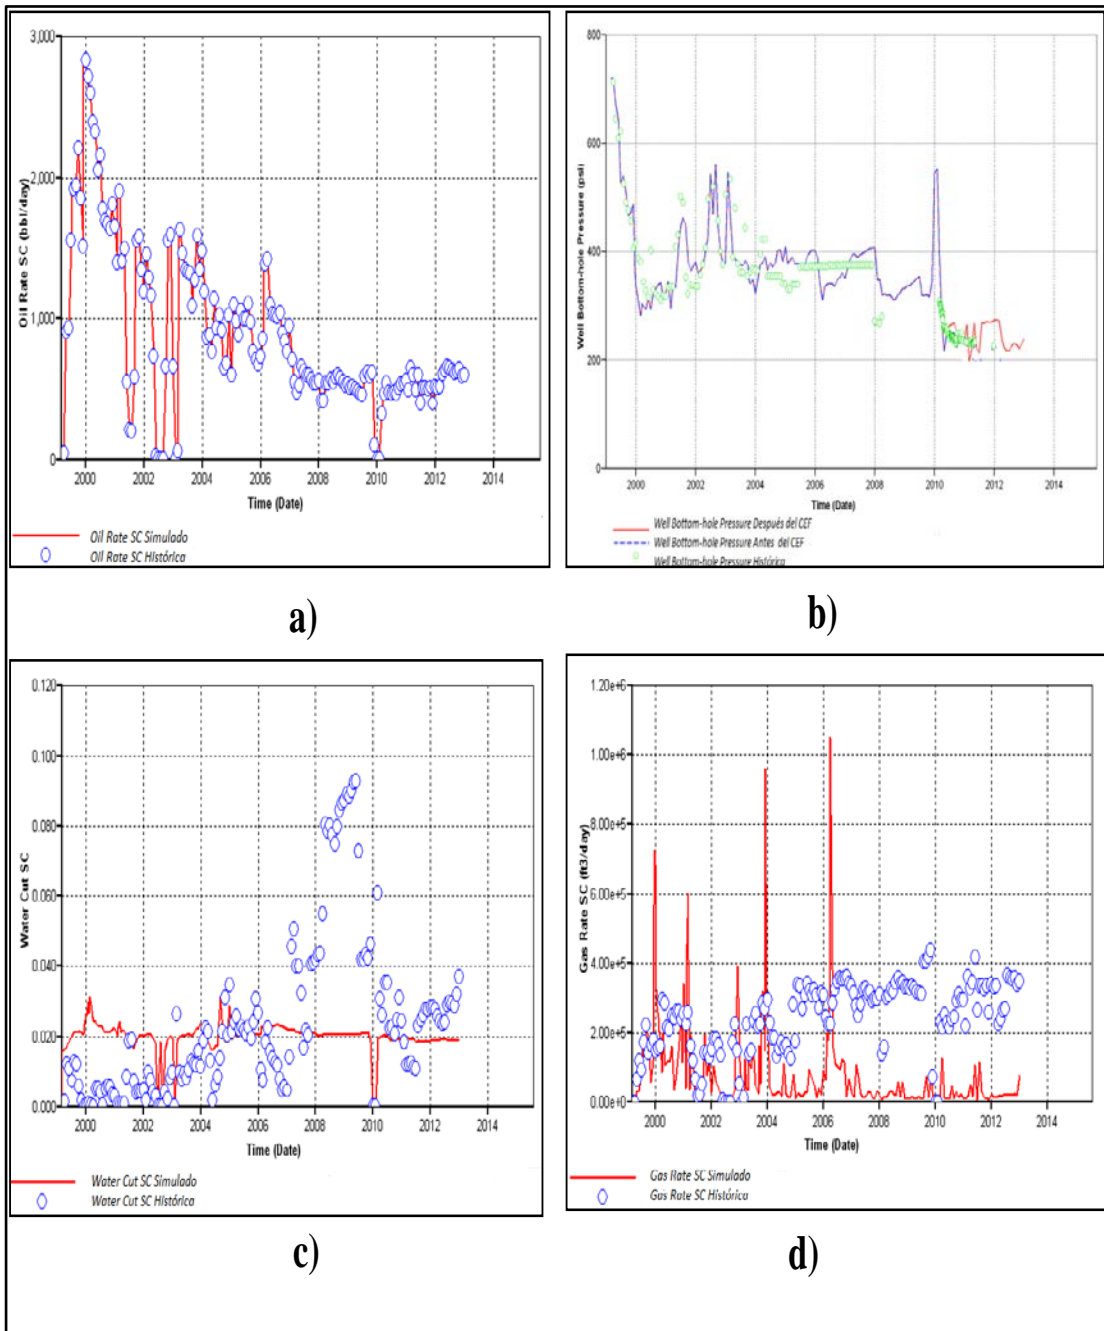 3,000
2,000
1,000
0
Oil Rate SC (bbl/day)
2000 2002 2004 2006 2008 2010 2012 2014
Time (Date)
Oil Rate SC Simulado
Oil Rate SC Histórica
a)
800
600
400
200
0
Well Bottom-hole Pressure (psi)
2000 2002 2004 2006 2008 2010 2012 2014
Time (Date)
Well Bottom-hole Pressure Después del CEF
Well Bottom-hole Pressure Antes del CEF
Well Bottom-hole Pressure Histórica
b)
0.120
0.100
0.080
0.060
0.040
0.020
0.000
Water Cut SC
2000 2002 2004 2006 2008 2010 2012 2014
Time (Date)
Water Cut SC Simulado
Water Cut SC Histórica
c)
1.20e+6
1.00e+6
8.00e+5
6.00e+5
4.00e+5
2.00e+5
0.00e+0
Gas Rate SC (ft3/day)
2000 2002 2004 2006 2008 2010 2012 2014
Time (Date)
Gas Rate SC Simulado
Gas Rate SC Histórica
d)